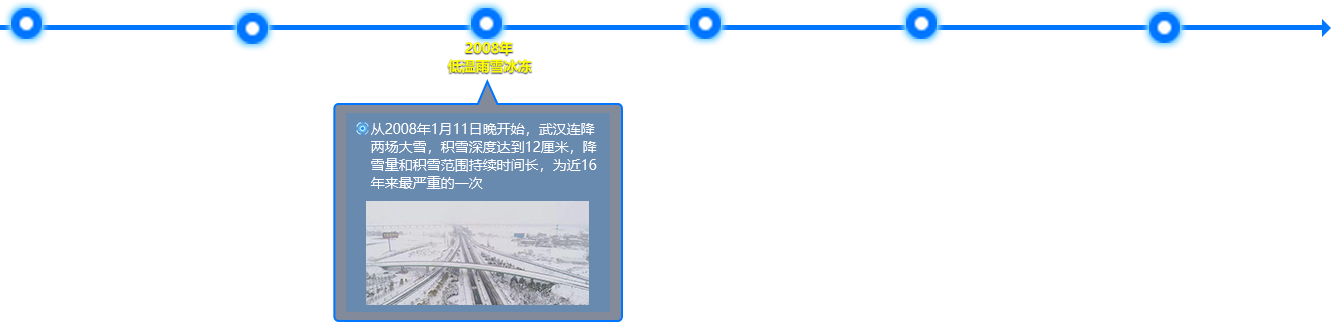 2008年
低温雨雪冰冻
从2008年1月11日晚开始，武汉连降
两场大雪，积雪深度达到12厘米，降
雪量和积雪范围持续时间长，为近16
年来最严重的一次